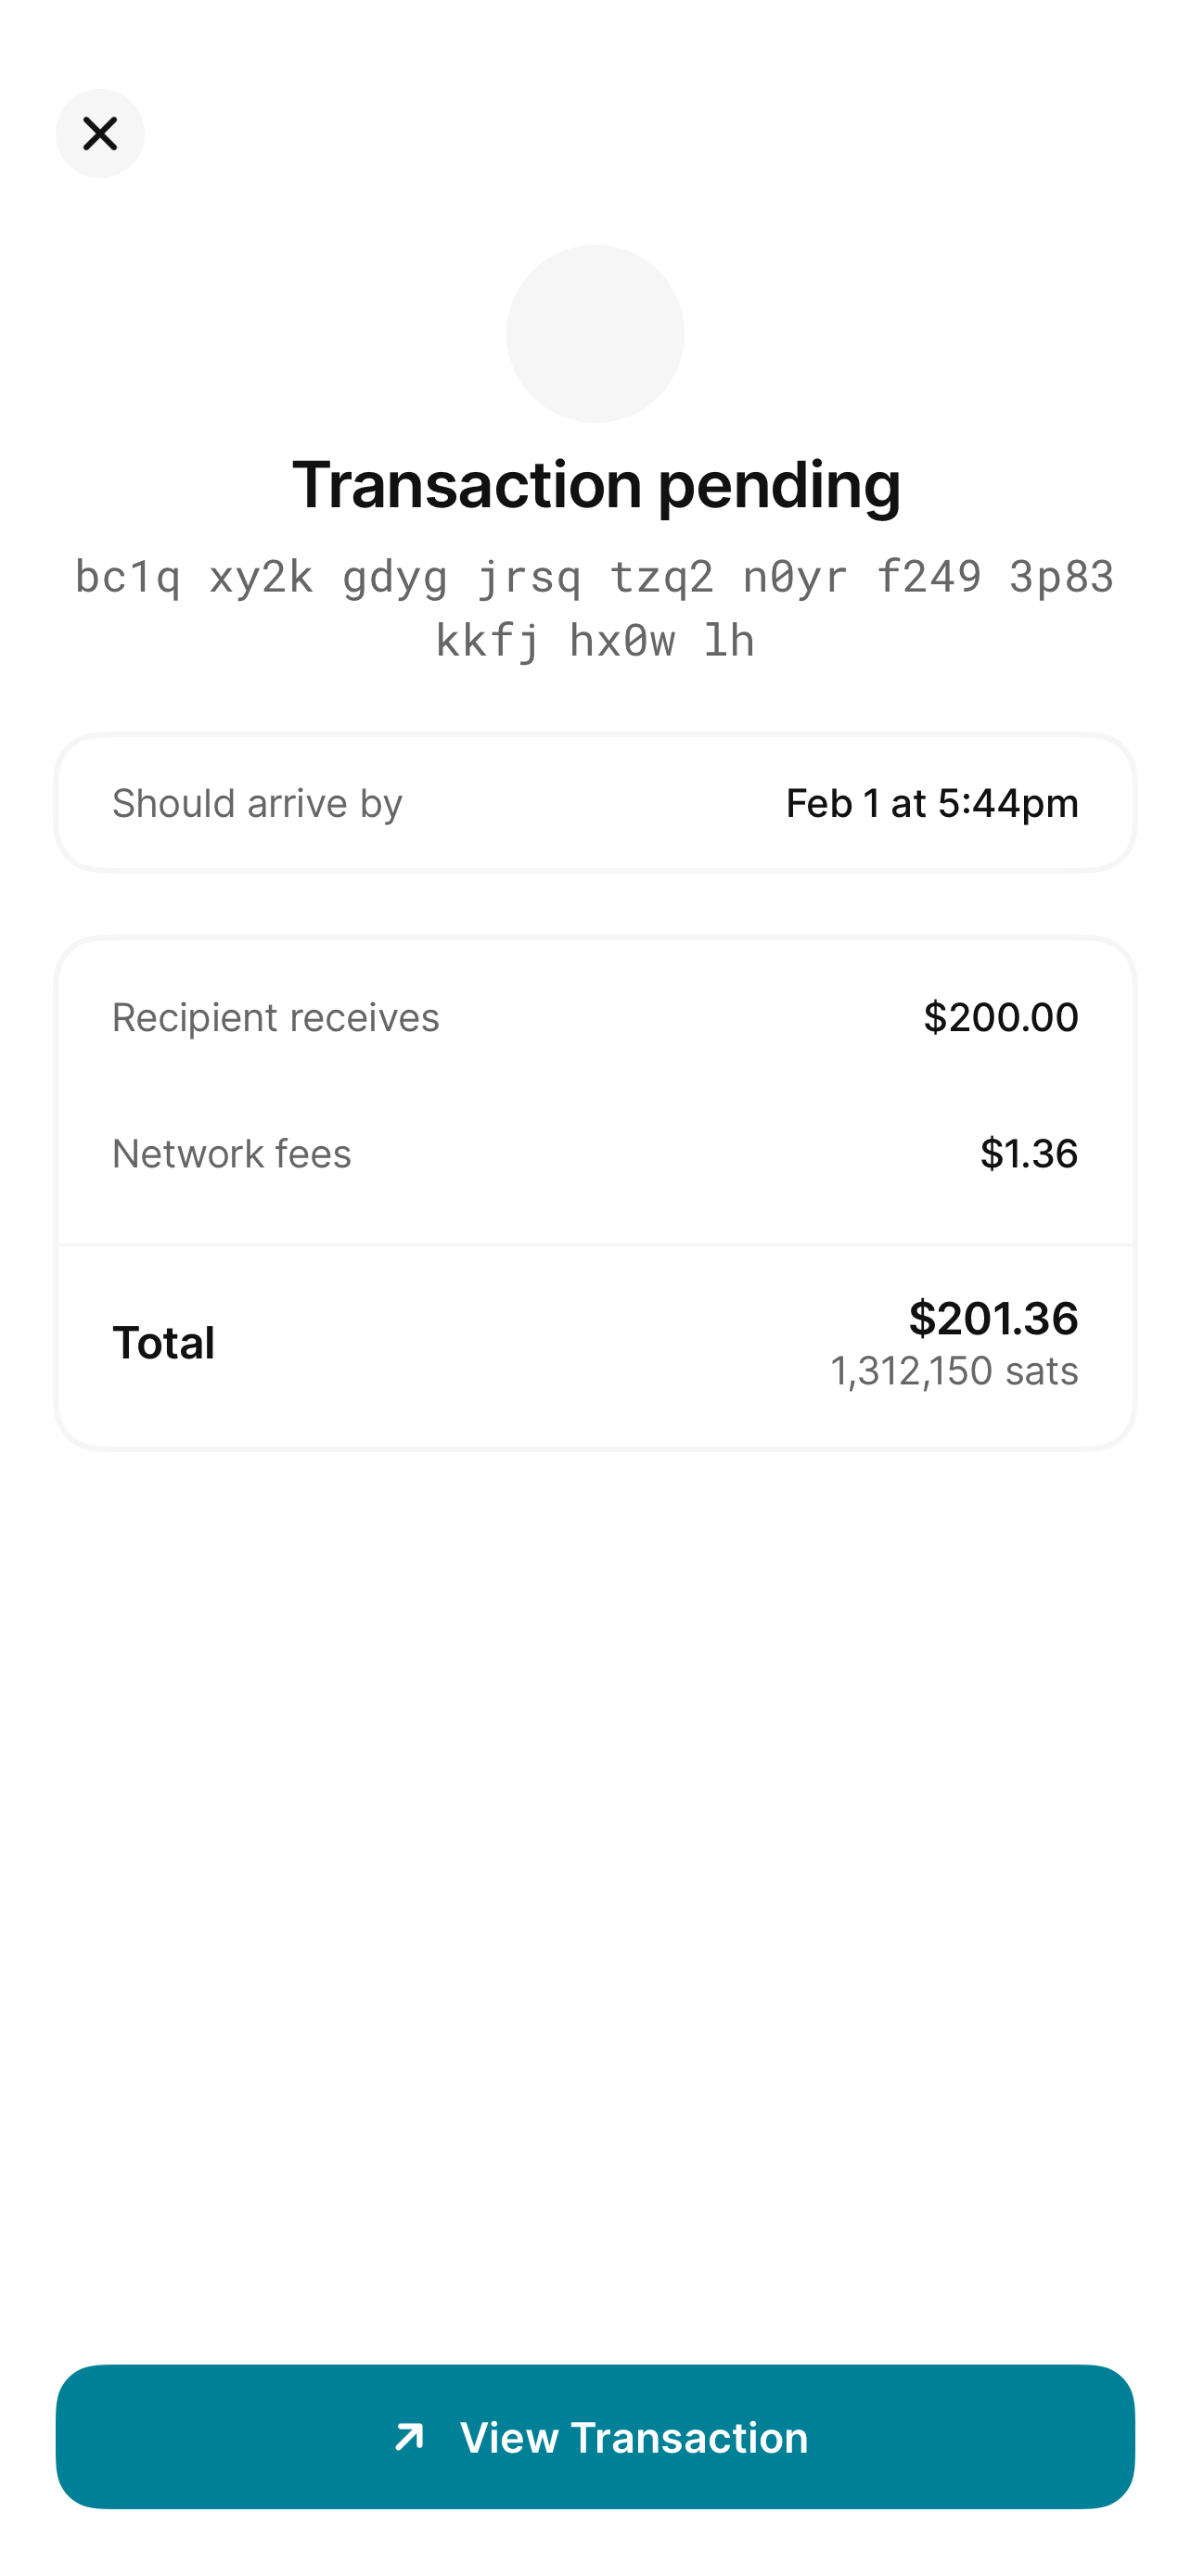 Transaction pending
bc1q xy2k gdyg jrsq tzq2 n0yr f249 3p83
kkfj hx0w lh
Should arrive by Feb 1 at 5:44pm
Recipient receives $200.00
Network fees $1.36
Total $201.36
1,312,150 sats
View Transaction